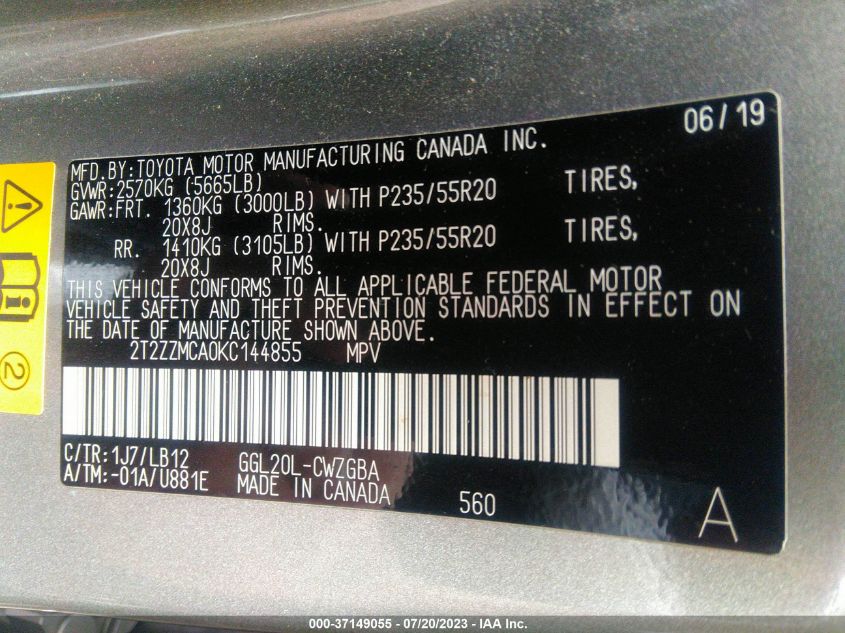 06/19
MFD.BY:TOYOTA MOTOR MANUFACTURING CANADA INC.
GVWR:2570KG (5665LB)
GAWR:FRT. 1360KG (3000LB) WITH P235/55R20 TIRES,
20X8J RIMS.
RR. 1410KG (3105LB) WITH P235/55R20 TIRES,
20X8J RIMS.
THIS VEHICLE CONFORMS TO ALL APPLICABLE FEDERAL MOTOR
VEHICLE SAFETY AND THEFT PREVENTION STANDARDS IN EFFECT ON
THE DATE OF MANUFACTURE SHOWN ABOVE.
2T2ZZMCA0KC144855 MPV
C/TR:1J7/LB12 GGL20L-CWZGBA
A/TM:-01A/U881E MADE IN CANADA 560
A
2
000-37149055 - 07/20/2023 - IAA Inc.